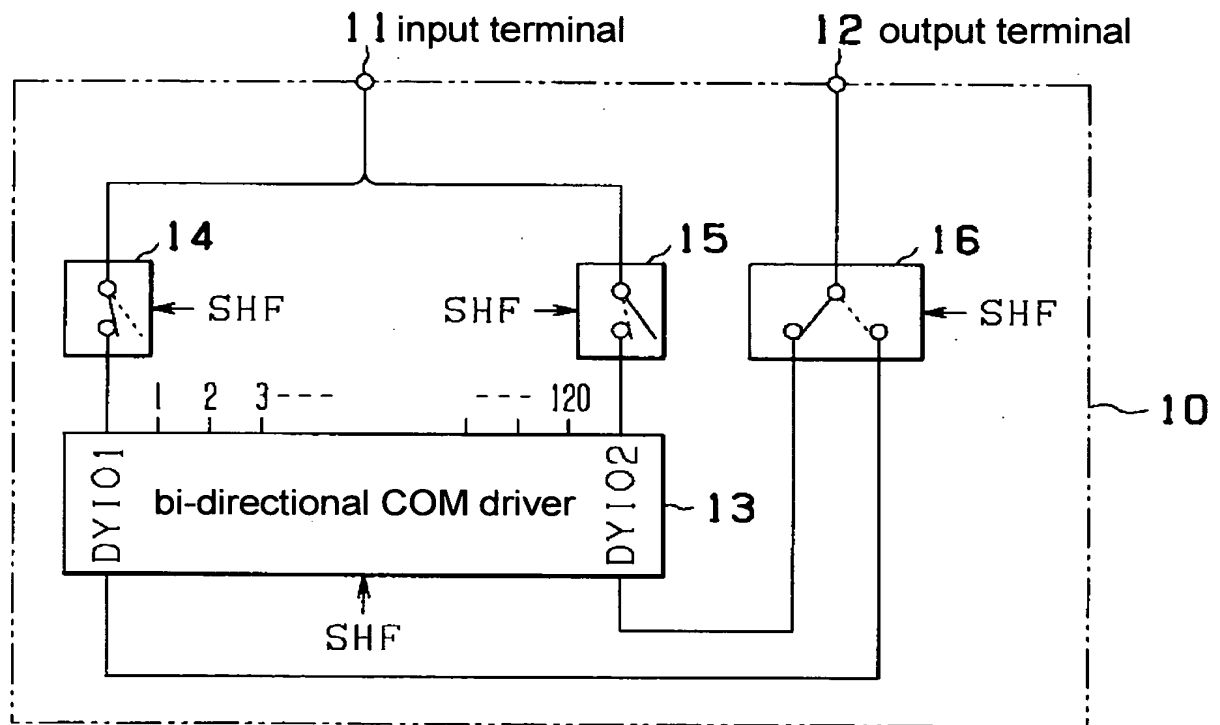 11 input terminal
12 output terminal
14
15
16
SHF
SHF
SHF
1 2 3 --- --- 120
10
DYIO1
bi-directional COM driver
DYIO2
13
SHF